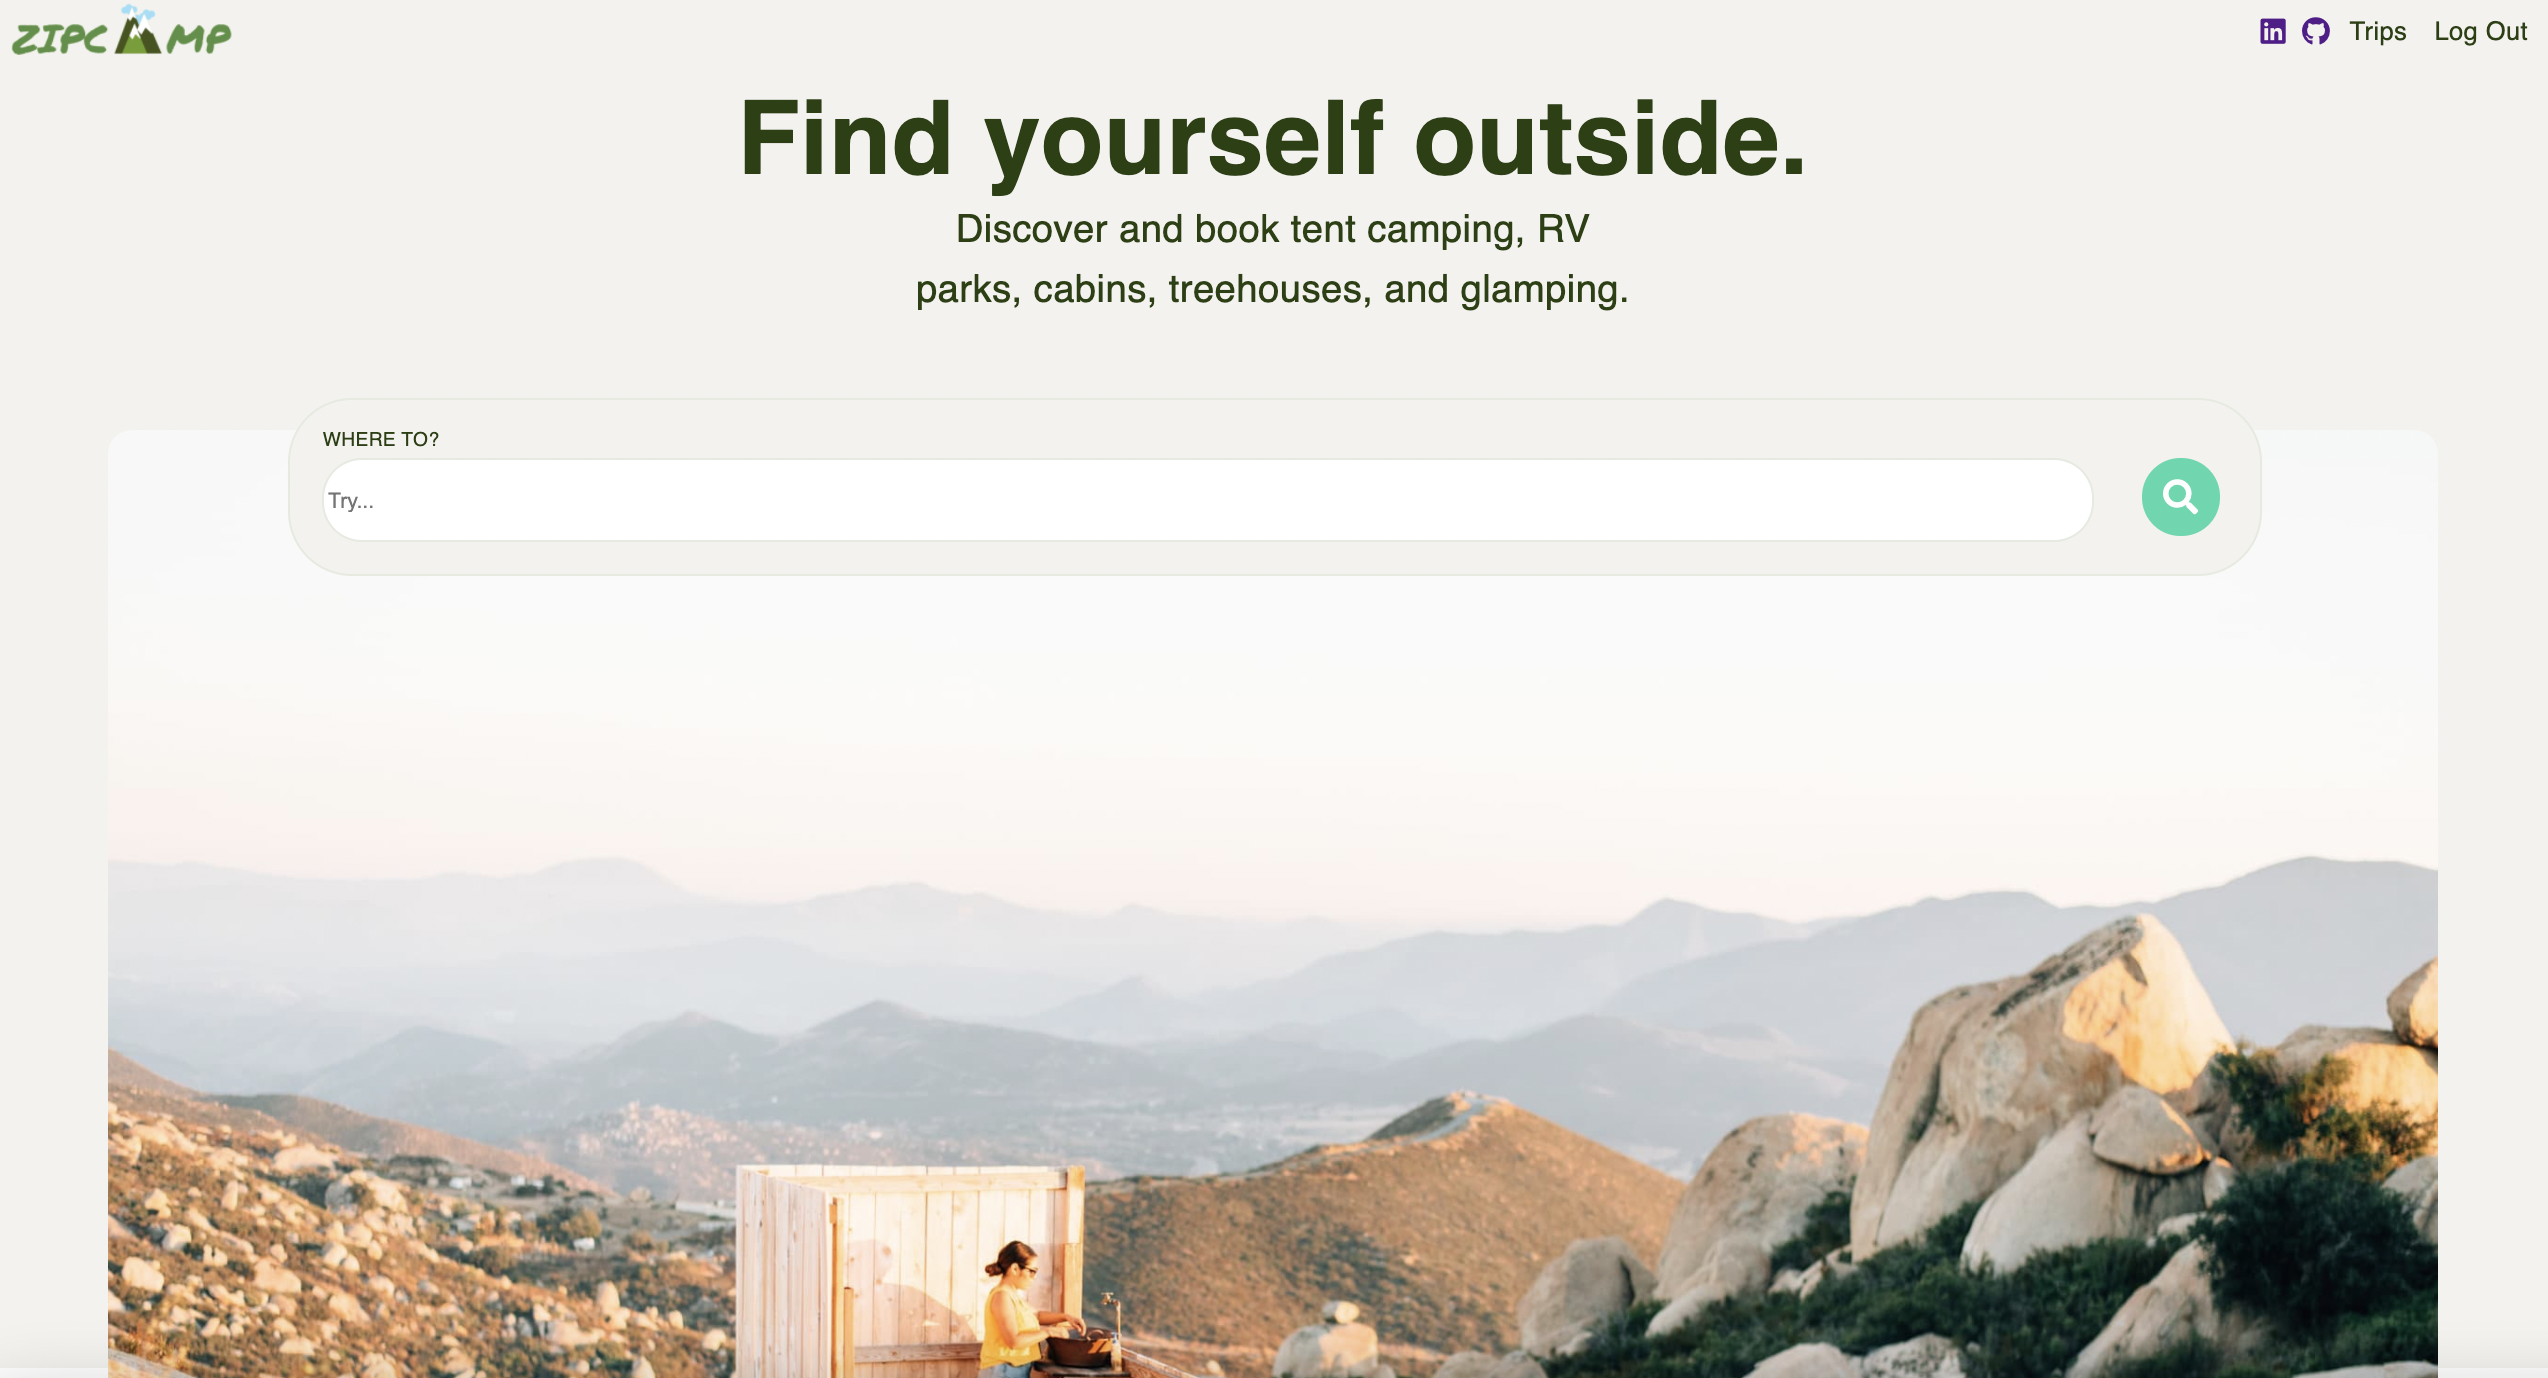 ZIPCAMP
in Trips Log Out
Find yourself outside.
Discover and book tent camping, RV
parks, cabins, treehouses, and glamping.
WHERE TO?
Try...